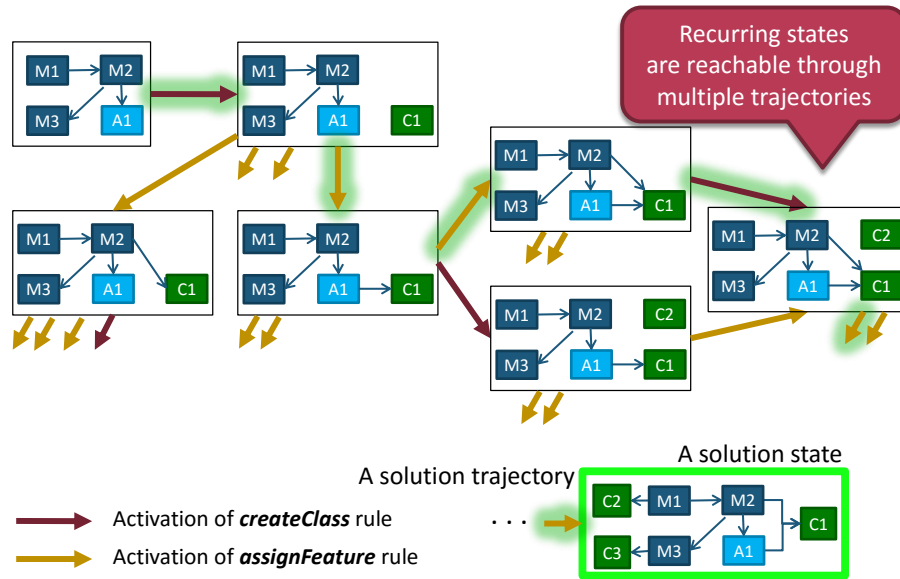 M1 M2
M3 A1
M1 M2
M3 A1 C1
Recurring states
are reachable through
multiple trajectories
M1 M2
M3 A1 C1
M1 M2
M3 A1 C1
M1 M2
M3 A1 C1
M1 M2 C2
M3 A1 C1
M1 M2 C2
M3 A1 C1
A solution state
A solution trajectory
C2 M1 M2
C1
C3 M3 A1
. . .
Activation of createClass rule
Activation of assignFeature rule